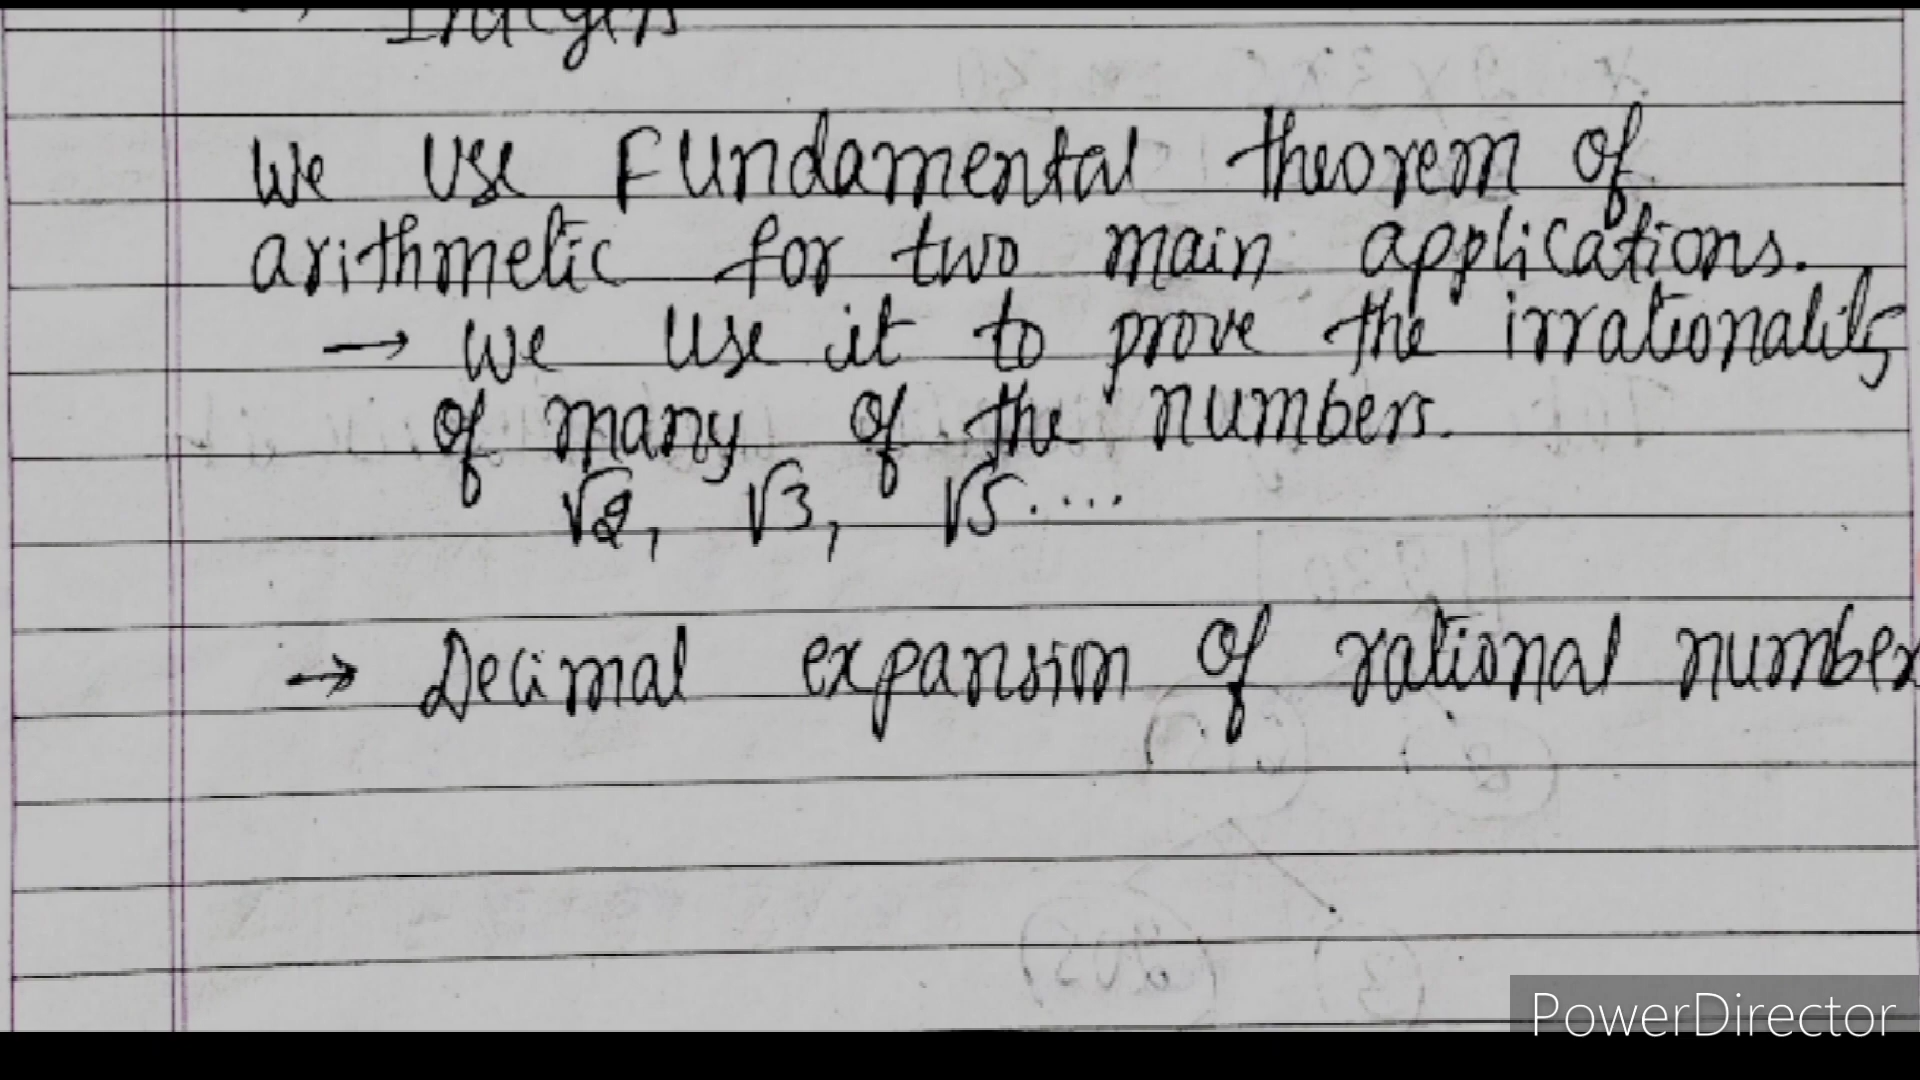 Integers
We use Fundamental theorem of
arithmetic for two main applications.
→ We use it to prove the irrationality
of many of the numbers.
√2, √3, √5.....
→ Decimal expansion of rational number
PowerDirector